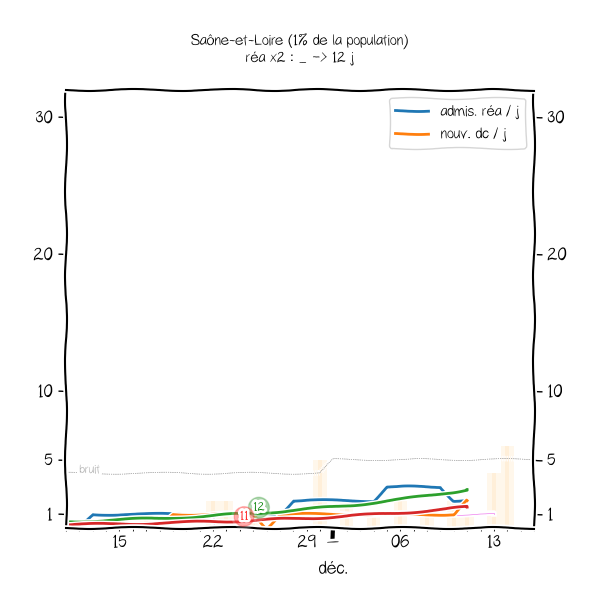 Saône-et-Loire (1% de la population)
réa x2 : _ -> 12 j
admis. réa / j
nouv. dc / j
30
30
20
20
10
10
5
5
bruit
1
1
11
12
15
22
29
06
13
déc.